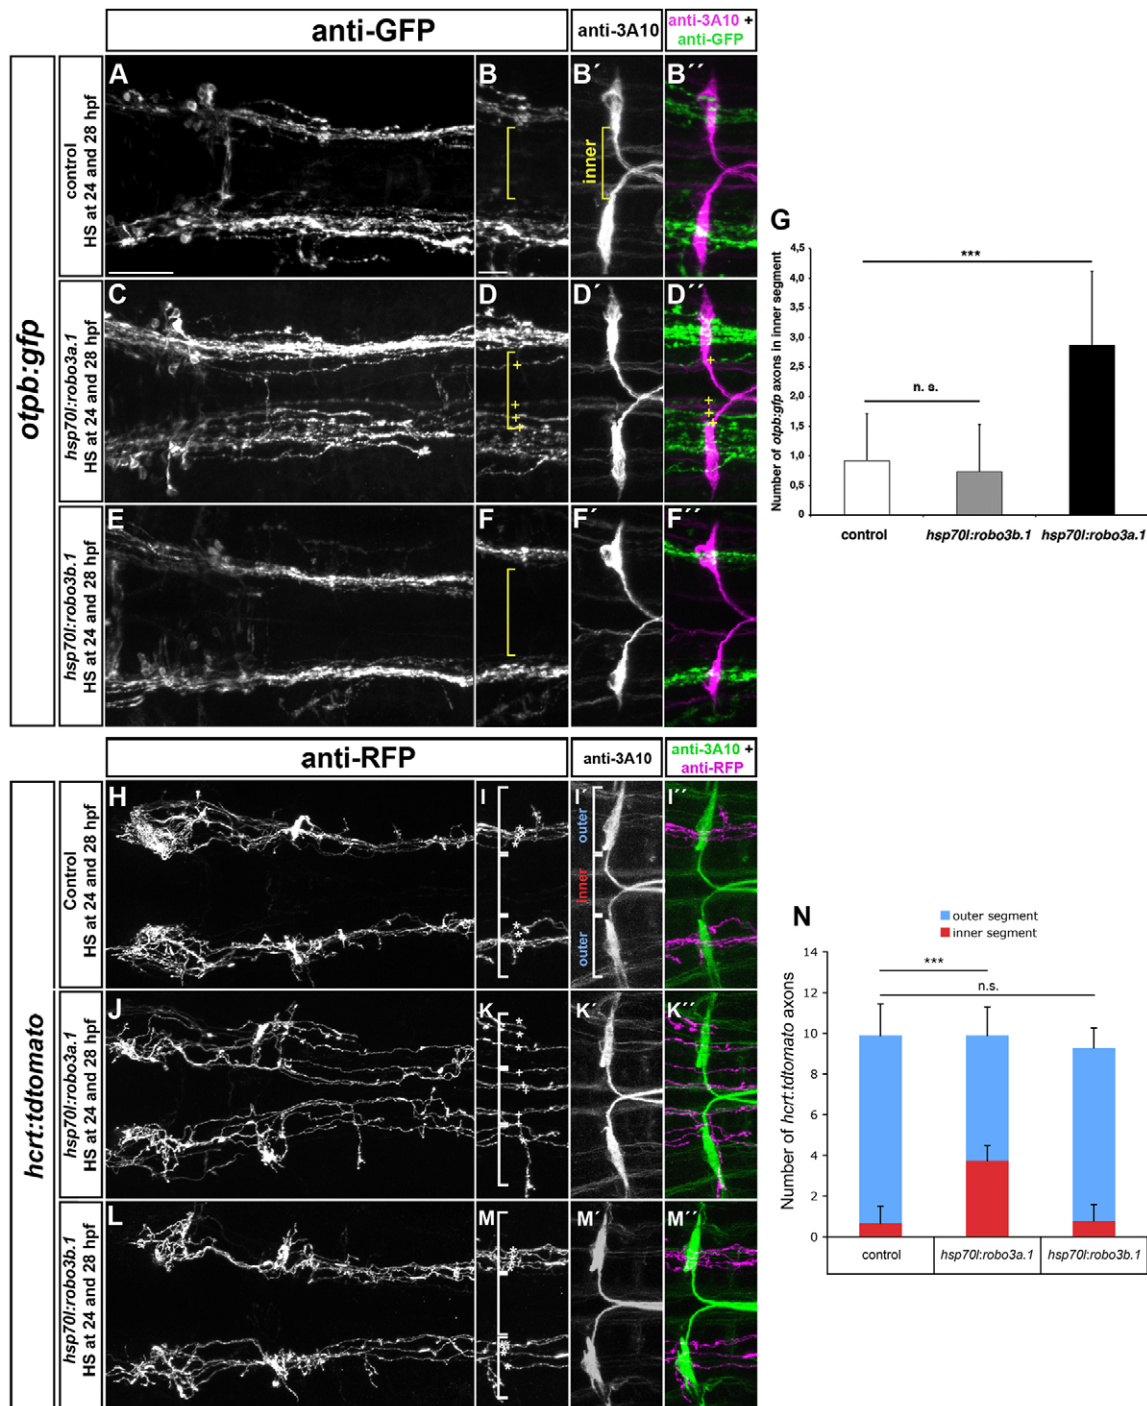 anti-GFP
anti-3A10
anti-3A10 +
anti-GFP
otpb:gfp
control
HS at 24 and 28 hpf
A
B
B´
inner
B´´
hsp70l:robo3a.1
HS at 24 and 28 hpf
C
D
+
+
+
+
D´
D´´
+
+
+
+
hsp70l:robo3b.1
HS at 24 and 28 hpf
E
F
F´
F´´
G
Number of otpb:gfp axons in inner segment
4,5
4,0
3,5
3,0
2,5
2,0
1,5
1,0
0,5
0
***
n. s.
control
hsp70l:robo3b.1
hsp70l:robo3a.1
anti-RFP
anti-3A10
anti-3A10 +
anti-RFP
hcrt:tdtomato
Control
HS at 24 and 28 hpf
H
I
I´
outer
inner
outer
I´´
hsp70l:robo3a.1
HS at 24 and 28 hpf
J
K
K´
K´´
hsp70l:robo3b.1
HS at 24 and 28 hpf
L
M
M´
M´´
N
outer segment
inner segment
Number of hcrt:tdtomato axons
14
12
10
8
6
4
2
0
***
n.s.
control
hsp70l:robo3a.1
hsp70l:robo3b.1